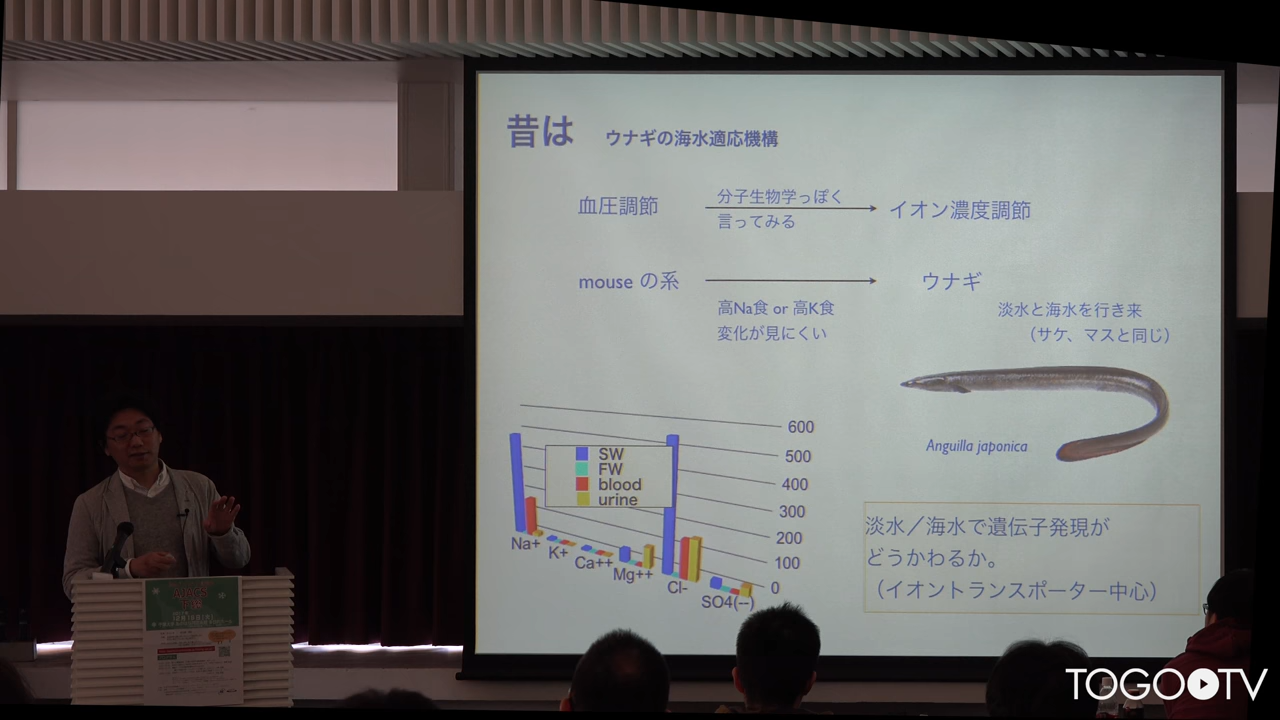 昔は ウナギの海水適応機構
血圧調節
分子生物学っぽく
言ってみる
イオン濃度調節
mouse の系
高Na食 or 高K食
変化が見にくい
ウナギ
淡水と海水を行き来
（サケ、マスと同じ）
Anguilla japonica
600
500
400
300
200
100
0
SW
FW
blood
urine
Na+
K+
Ca++
Mg++
Cl-
SO4(--)
淡水／海水で遺伝子発現が
どうかわるか。
（イオントランスポーター中心）
TOGOTV